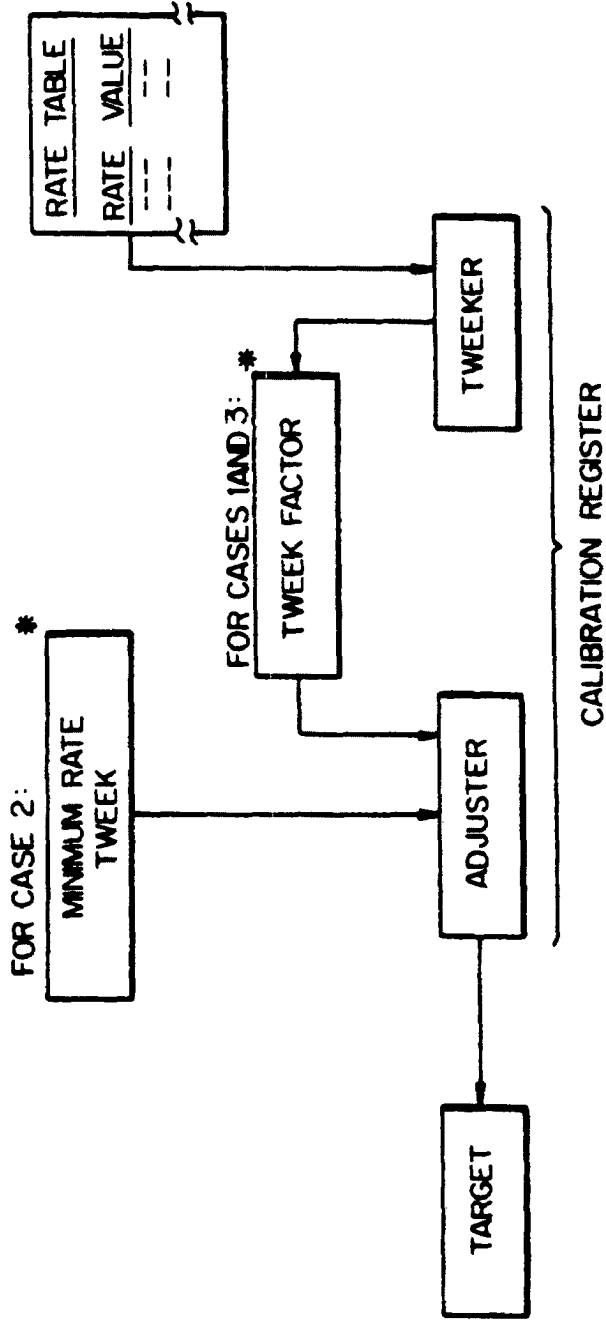 FOR CASE 2:
*
MINIMUM RATE
TWEEK
FOR CASES 1AND 3:
*
TWEEK FACTOR
RATE TABLE
RATE VALUE
TARGET
ADJUSTER
TWEEKER
CALIBRATION REGISTER